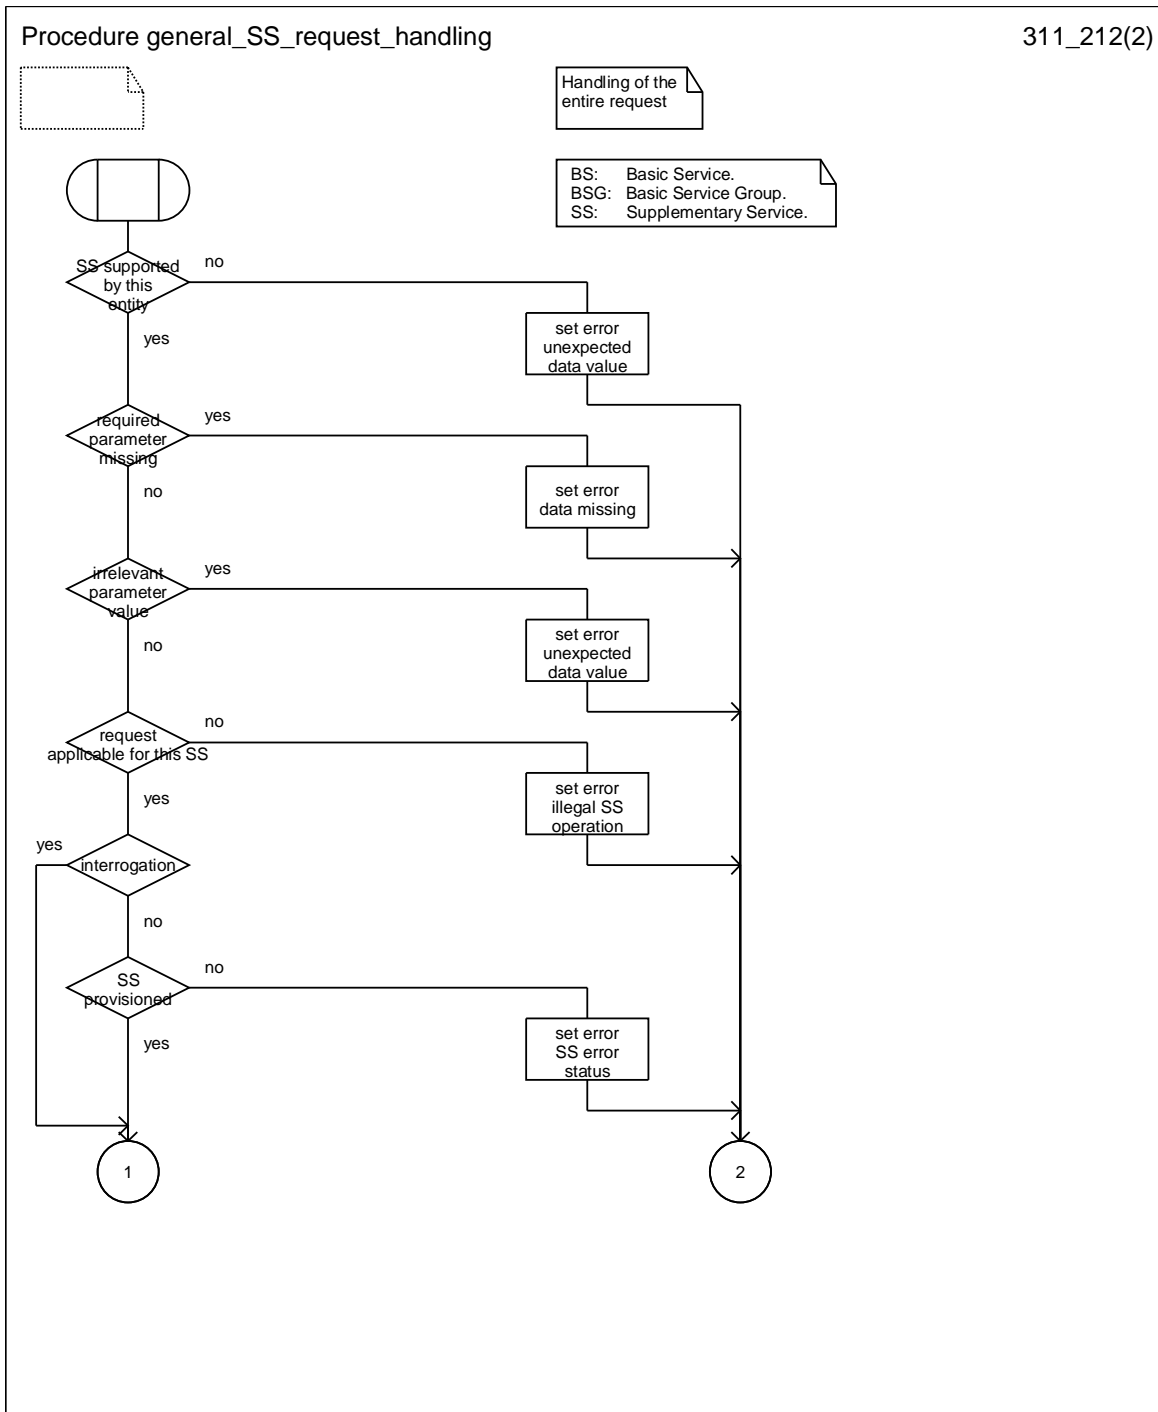 Procedure general_SS_request_handling
311_212(2)
Handling of the
entire request
BS: Basic Service.
BSG: Basic Service Group.
SS: Supplementary Service.
SS supported
by this
entity
no
yes
set error
unexpected
data value
required
parameter
missing
yes
no
set error
data missing
irrelevant
parameter
value
yes
no
set error
unexpected
data value
request
applicable for this SS
no
yes
set error
illegal SS
operation
yes
interrogation
no
SS
provisioned
no
yes
set error
SS error
status
1
2